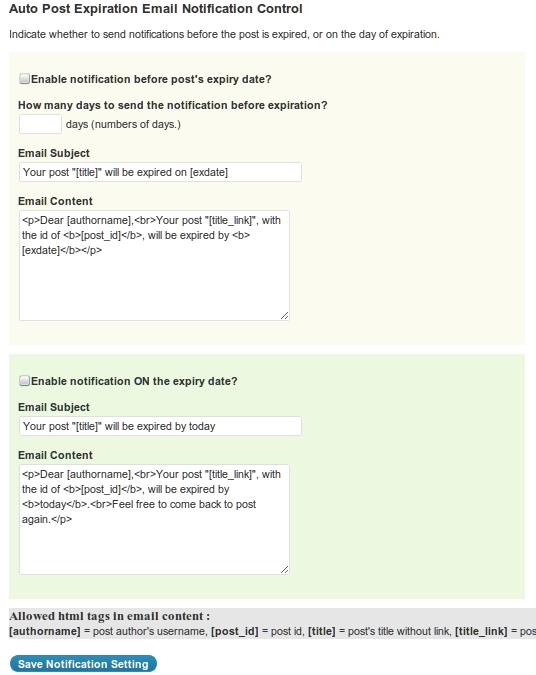 Auto Post Expiration Email Notification Control
Indicate whether to send notifications before the post is expired, or on the day of expiration.
Enable notification before post's expiry date?
How many days to send the notification before expiration?
days (numbers of days.)
Email Subject
Your post "[title]" will be expired on [exdate]
Email Content
<p>Dear [authorname],<br>Your post "[title_link]", with
the id of <b>[post_id]</b>, will be expired by <b>
[exdate]</b></p>
Enable notification ON the expiry date?
Email Subject
Your post "[title]" will be expired by today
Email Content
<p>Dear [authorname],<br>Your post "[title_link]", with
the id of <b>[post_id]</b>, will be expired by
<b>today</b>.<br>Feel free to come back to post
again.</p>
Allowed html tags in email content :
[authorname] = post author's username, [post_id] = post id, [title] = post's title without link, [title_link] = pos
Save Notification Setting